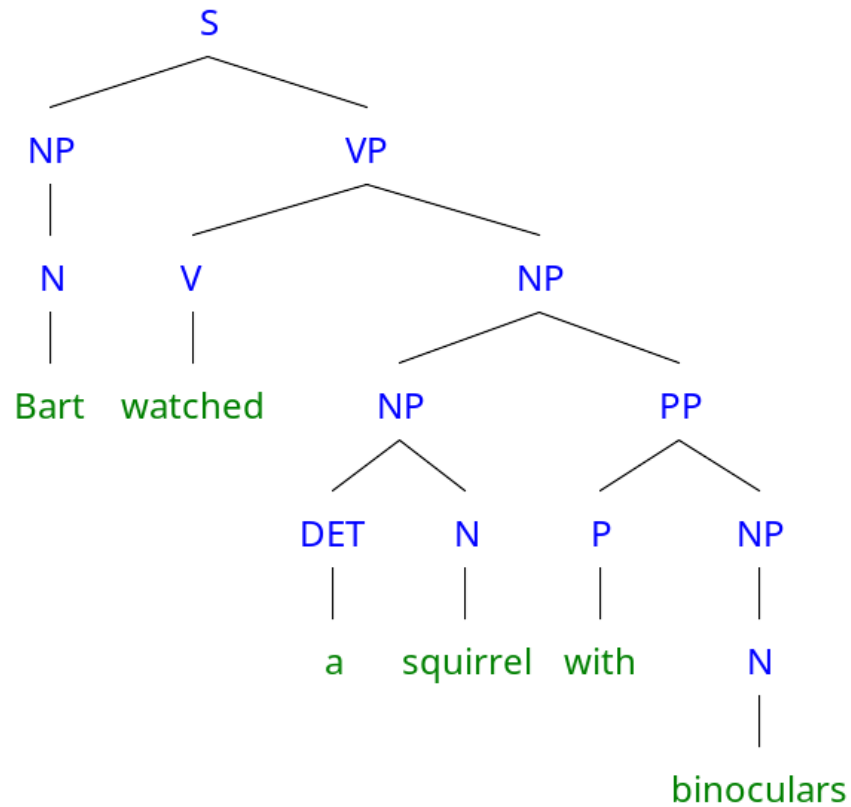 S
NP VP
N V NP
Bart watched NP PP
DET N P NP
a squirrel with N
binoculars